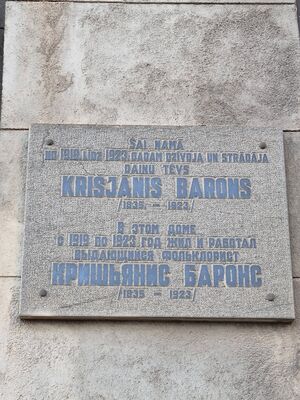 ŠAI NAMĀ
NO 1919. LĪDZ 1923. GADAM DZĪVOJA UN STRĀDĀJA
DAIŅU TĒVS
KRIŠJĀNIS BARONS
/1835 – 1923/
В ЭТОМ ДОМЕ
С 1919 ПО 1923 ГОД ЖИЛ И РАБОТАЛ
ВЫДАЮЩИЙСЯ ФОЛЬКЛОРИСТ
КРИШЬЯНИС БАРОНС
/1835 – 1923/